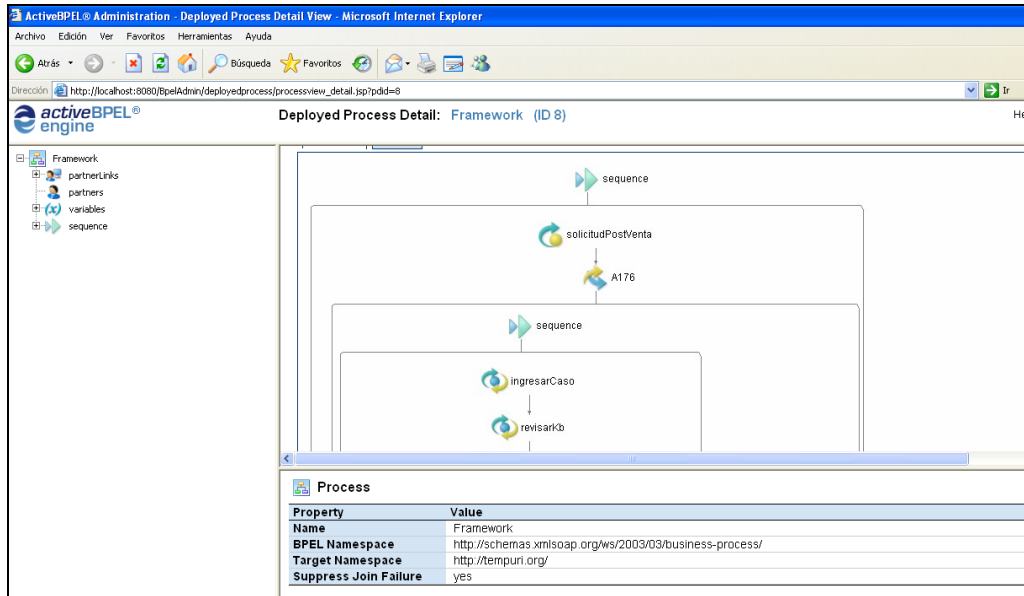 ActiveBPEL® Administration - Deployed Process Detail View - Microsoft Internet Explorer
Archivo Edición Ver Favoritos Herramientas Ayuda
Atrás Búsqueda Favoritos
Dirección http://localhost:8080/BpelAdmin/deployedprocess/processview_detail.jsp?pdid=8 Ir
activeBPEL® engine
Deployed Process Detail: Framework (ID 8)
Framework
partnerLinks
partners
variables
sequence
sequence
solicitudPostVenta
A176
sequence
ingresarCaso
revisarKb
Process
Property Value
Name Framework
BPEL Namespace http://schemas.xmlsoap.org/ws/2003/03/business-process/
Target Namespace http://tempuri.org/
Suppress Join Failure yes